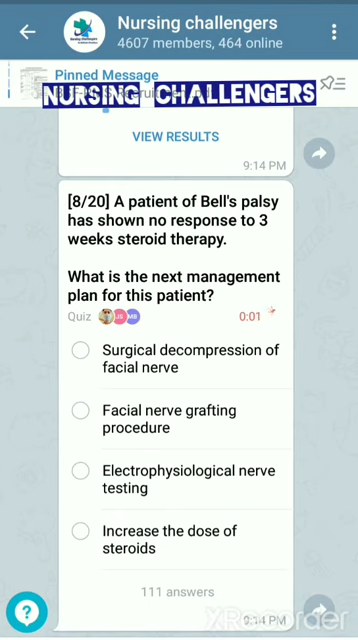 Nursing challengers
4607 members, 464 online
Pinned Message
NURSING CHALLENGERS
VIEW RESULTS
9:14 PM
[8/20] A patient of Bell's palsy
has shown no response to 3
weeks steroid therapy.
What is the next management
plan for this patient?
Quiz JS MB 0:01
Surgical decompression of
facial nerve
Facial nerve grafting
procedure
Electrophysiological nerve
testing
Increase the dose of
steroids
111 answers
9:14 PM
XRecorder